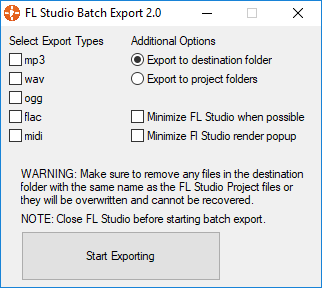 FL Studio Batch Export 2.0
Select Export Types
mp3
wav
ogg
flac
midi
Additional Options
Export to destination folder
Export to project folders
Minimize FL Studio when possible
Minimize Fl Studio render popup
WARNING: Make sure to remove any files in the destination
folder with the same name as the FL Studio Project files or
they will be overwritten and cannot be recovered.
NOTE: Close FL Studio before starting batch export.
Start Exporting